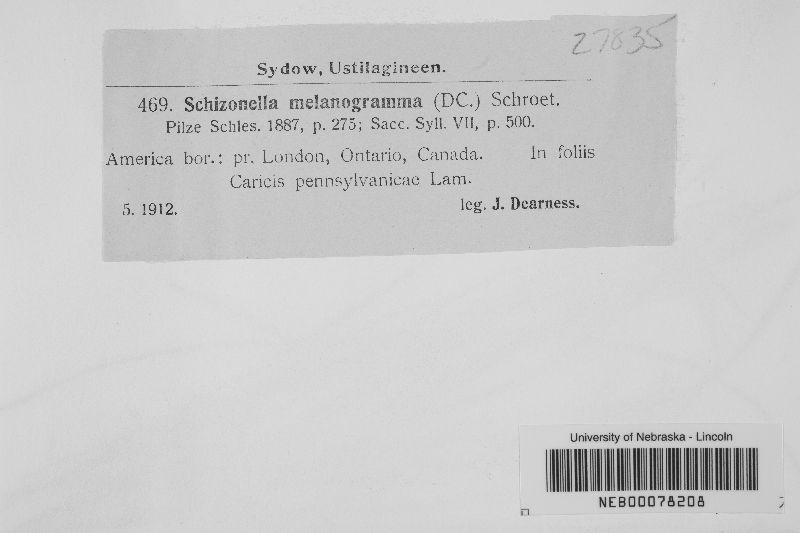 27835
Sydow, Ustilagineen.
469. Schizonella melanogramma (DC.) Schroet.
Pilze Schles. 1887, p. 275; Sacc. Syll. VII, p. 500.
America bor.: pr. London, Ontario, Canada. In foliis
Caricis pennsylvanicae Lam.
5. 1912. leg. J. Dearness.
University of Nebraska - Lincoln
NEB00078208